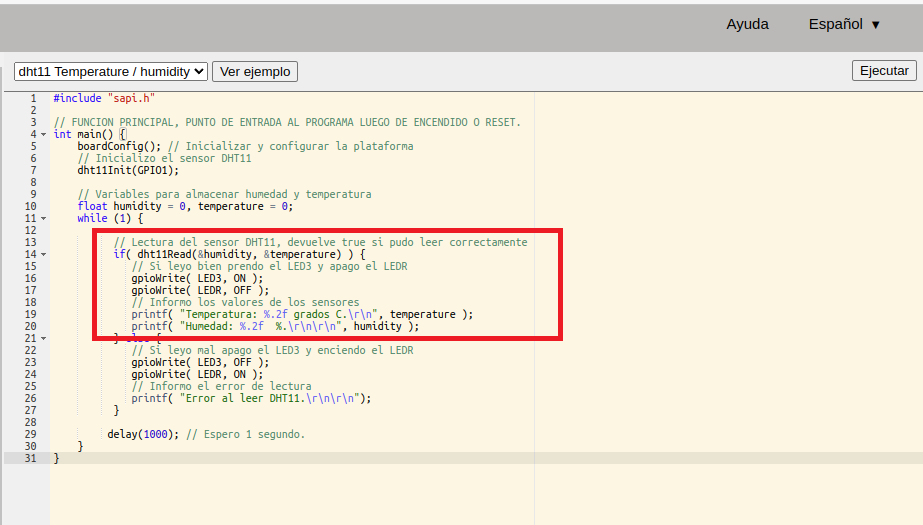 Ayuda Español ▼
dht11 Temperature / humidity Ver ejemplo Ejecutar
1 #include "sapi.h"
2
3 // FUNCION PRINCIPAL, PUNTO DE ENTRADA AL PROGRAMA LUEGO DE ENCENDIDO O RESET.
4 int main() {
5 boardConfig(); // Inicializar y configurar la plataforma
6 // Inicializo el sensor DHT11
7 dht11Init(GPIO1);
8
9 // Variables para almacenar humedad y temperatura
10 float humidity = 0, temperature = 0;
11 while (1) {
12
13 // Lectura del sensor DHT11, devuelve true si pudo leer correctamente
14 if( dht11Read(&humidity, &temperature) ) {
15 // Si leyo bien prendo el LED3 y apago el LEDR
16 gpioWrite( LED3, ON );
17 gpioWrite( LEDR, OFF );
18 // Informo los valores de los sensores
19 printf( "Temperatura: %.2f grados C.\r\n", temperature );
20 printf( "Humedad: %.2f  %.\r\n\r\n", humidity );
21 } else {
22 // Si leyo mal apago el LED3 y enciendo el LEDR
23 gpioWrite( LED3, OFF );
24 gpioWrite( LEDR, ON );
25 // Informo el error de lectura
26 printf( "Error al leer DHT11.\r\n\r\n");
27 }
28
29 delay(1000); // Espero 1 segundo.
30 }
31 }